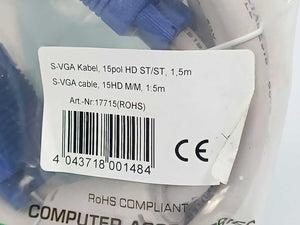 S-VGA Kabel, 15pol HD ST/ST, 1,5m
S-VGA cable, 15HD M/M, 1.5m
Art.-Nr:17715(ROHS)
4 043718 001484
RoHS COMPLIANT
COMPUTER